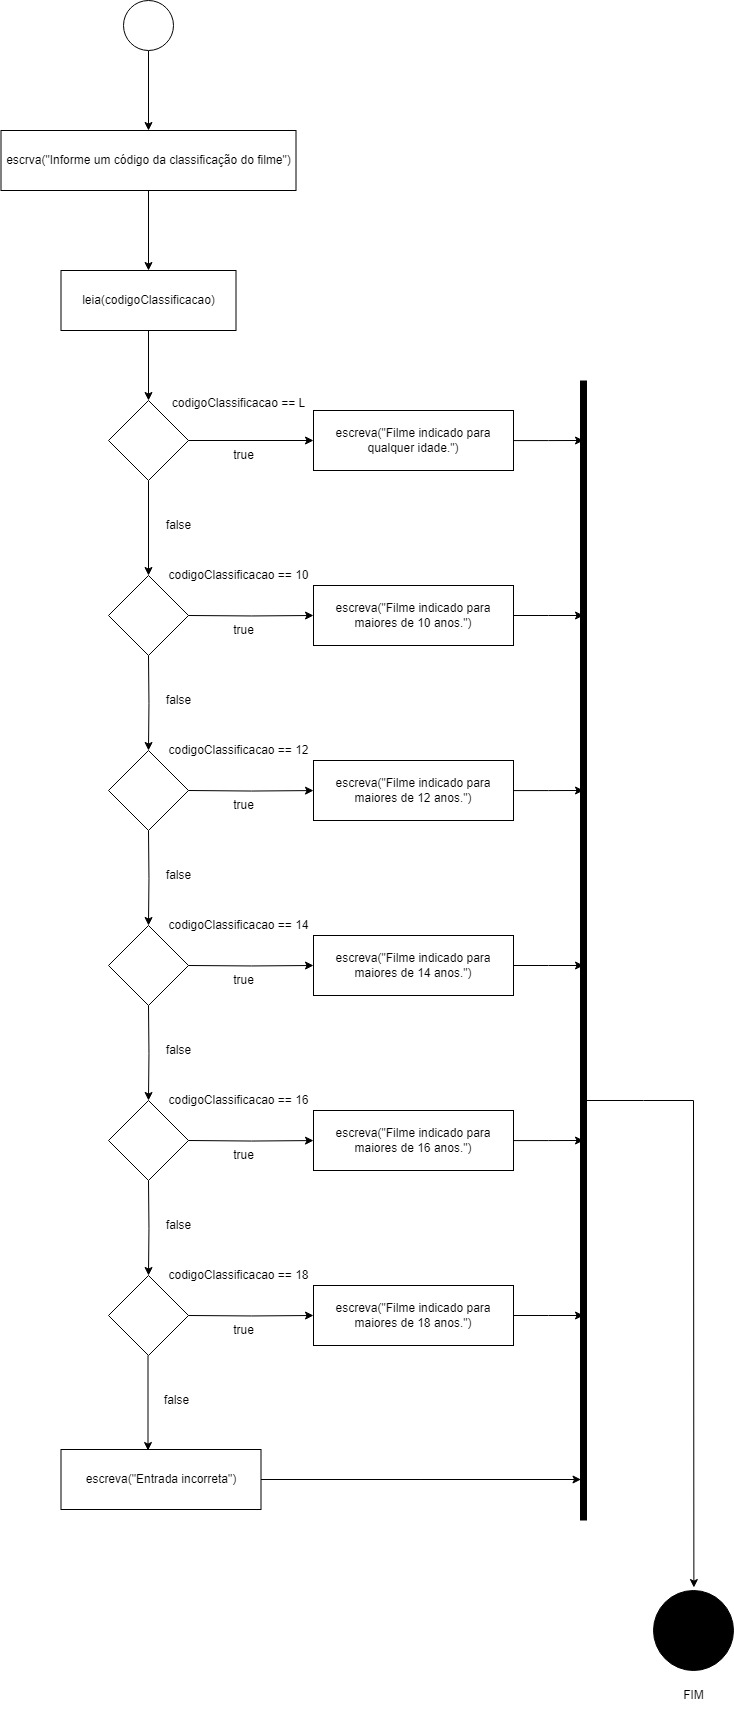 escrva("Informe um código da classificação do filme")
leia(codigoClassificacao)
codigoClassificacao == L
escreva("Filme indicado para
qualquer idade.")
true
false
codigoClassificacao == 10
escreva("Filme indicado para
maiores de 10 anos.")
true
false
codigoClassificacao == 12
escreva("Filme indicado para
maiores de 12 anos.")
true
false
codigoClassificacao == 14
escreva("Filme indicado para
maiores de 14 anos.")
true
false
codigoClassificacao == 16
escreva("Filme indicado para
maiores de 16 anos.")
true
false
codigoClassificacao == 18
escreva("Filme indicado para
maiores de 18 anos.")
true
false
escreva("Entrada incorreta")
FIM